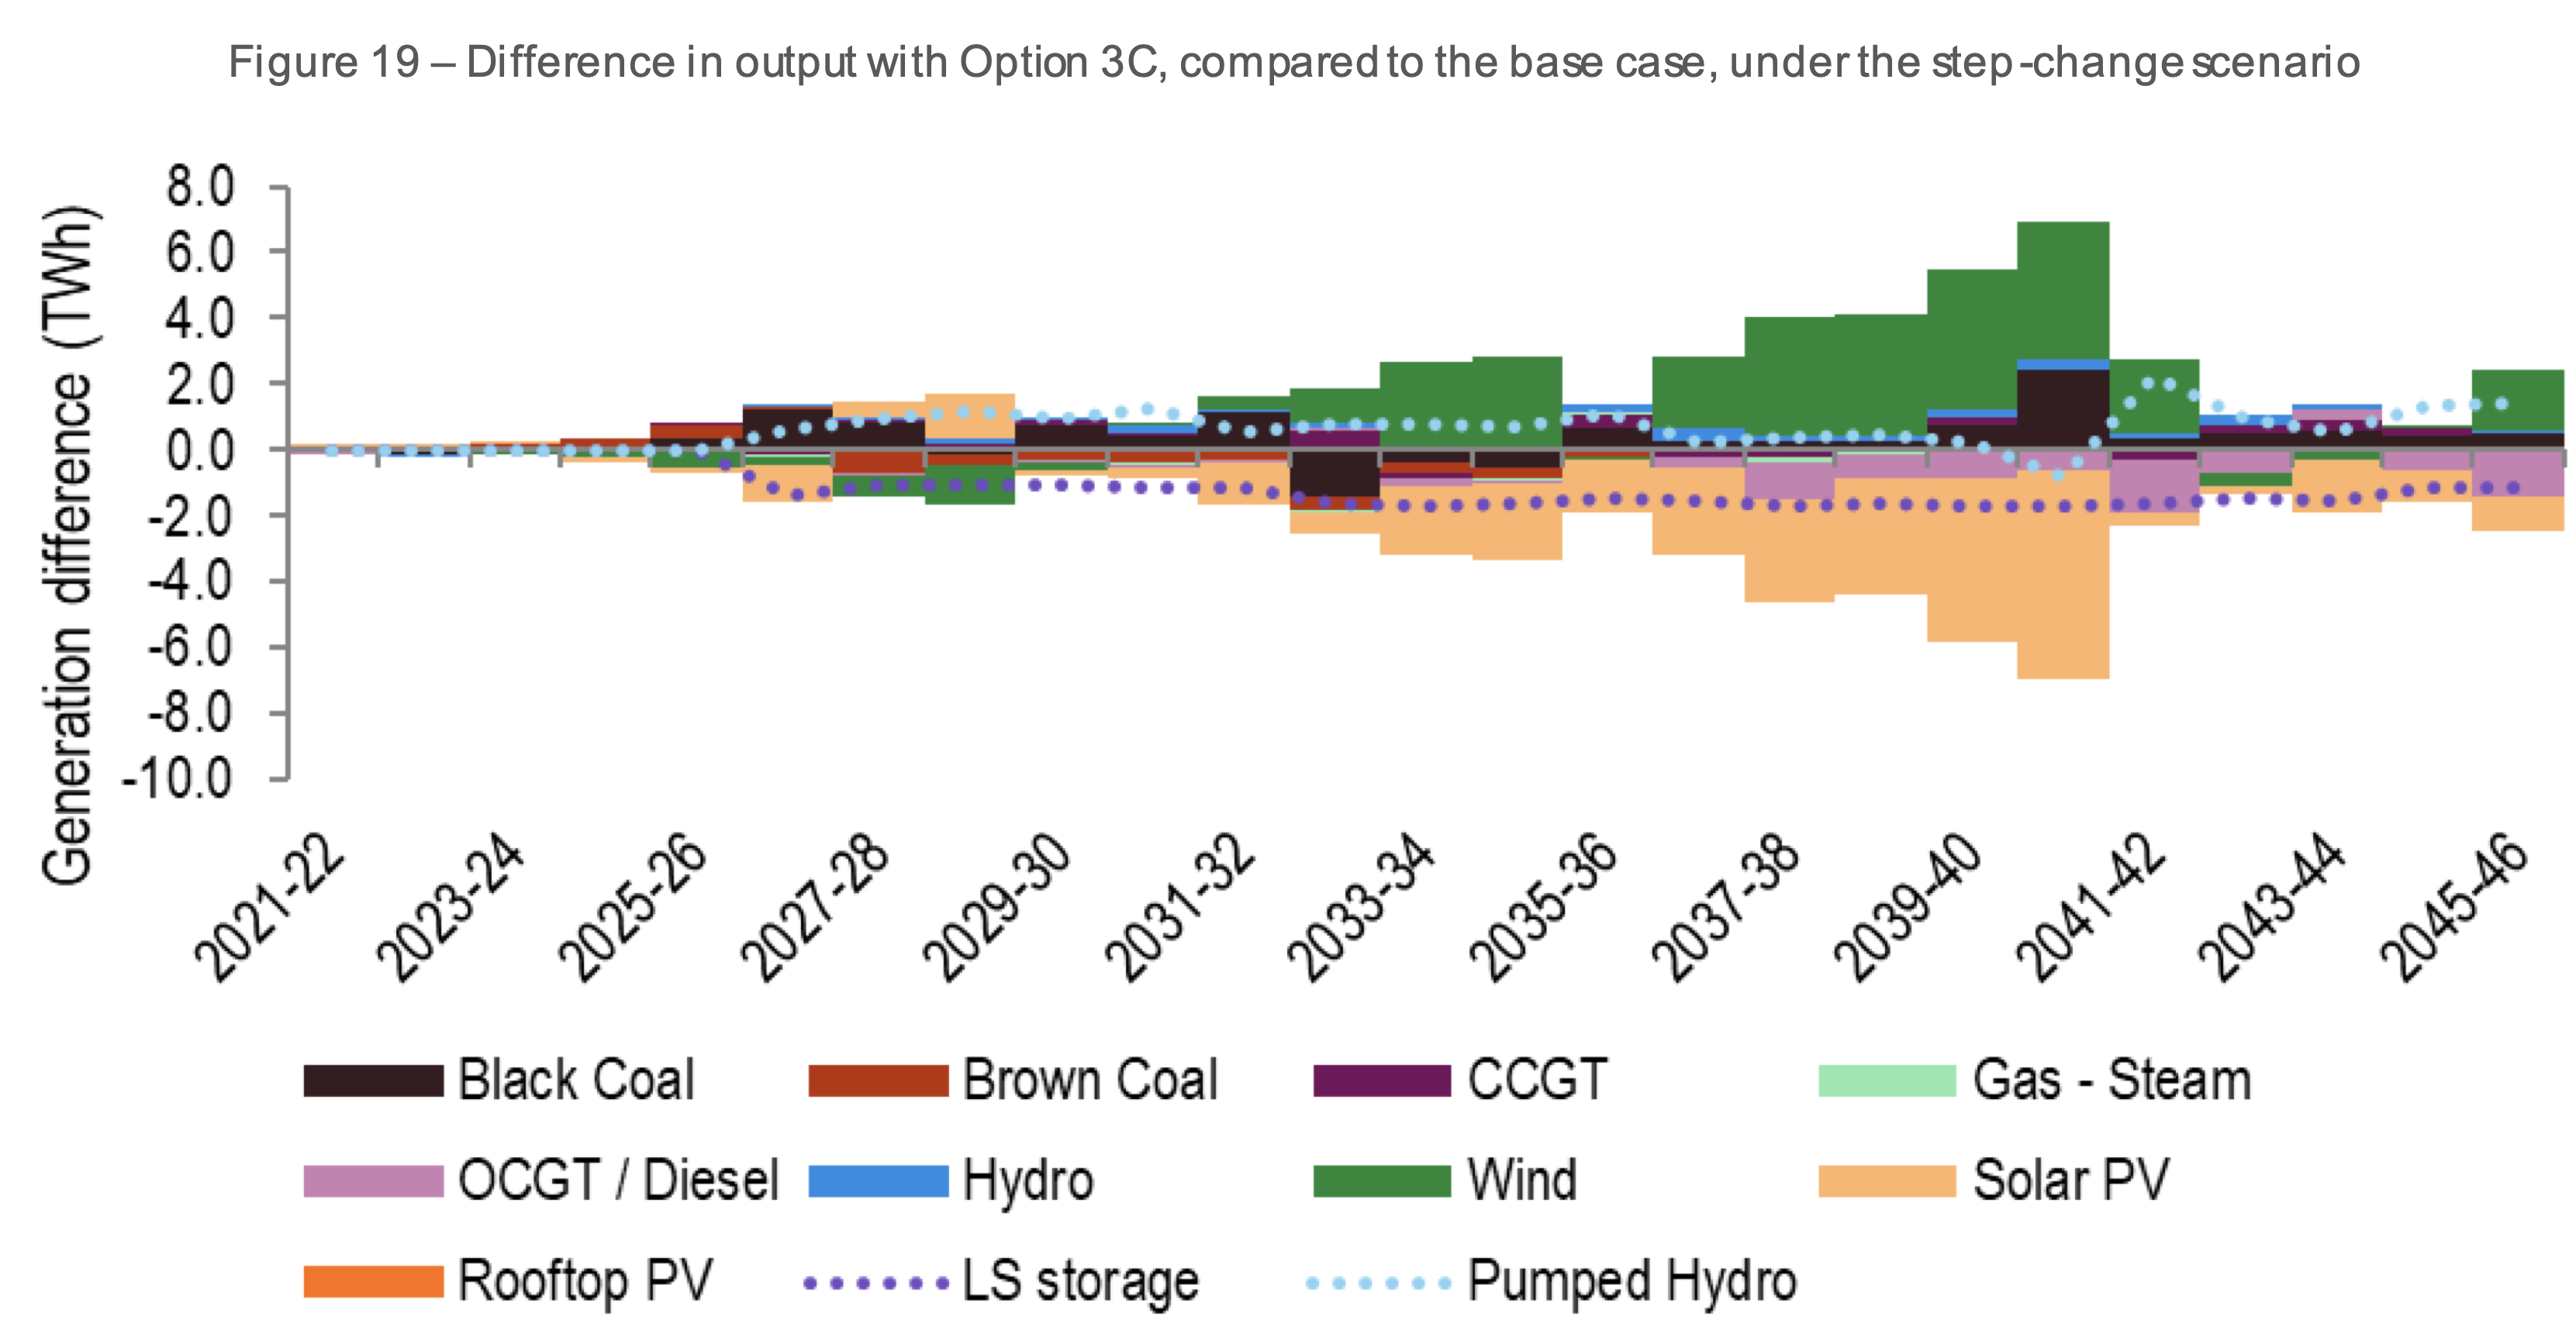 Figure 19 – Difference in output with Option 3C, compared to the base case, under the step-change scenario
Generation difference (TWh)
8.0
6.0
4.0
2.0
0.0
-2.0
-4.0
-6.0
-8.0
-10.0
2021-22
2023-24
2025-26
2027-28
2029-30
2031-32
2033-34
2035-36
2037-38
2039-40
2041-42
2043-44
2045-46
Black Coal
Brown Coal
CCGT
Gas - Steam
OCGT / Diesel
Hydro
Wind
Solar PV
Rooftop PV
LS storage
Pumped Hydro